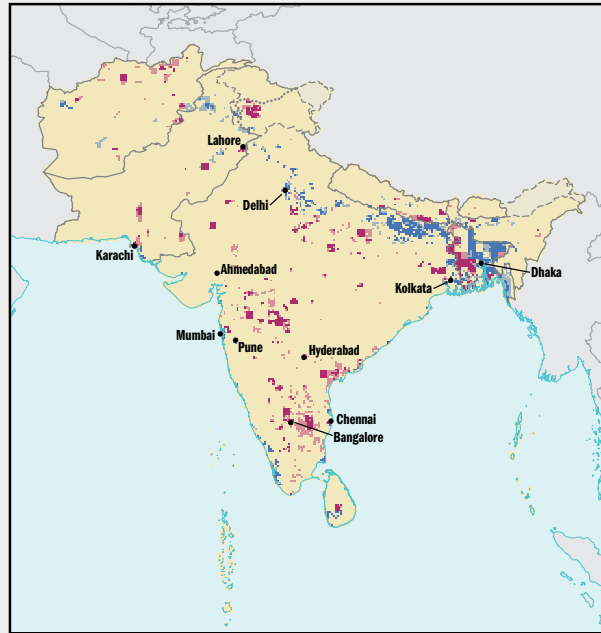 Lahore
Delhi
Karachi
Ahmedabad
Dhaka
Kolkata
Mumbai
Pune
Hyderabad
Chennai
Bangalore